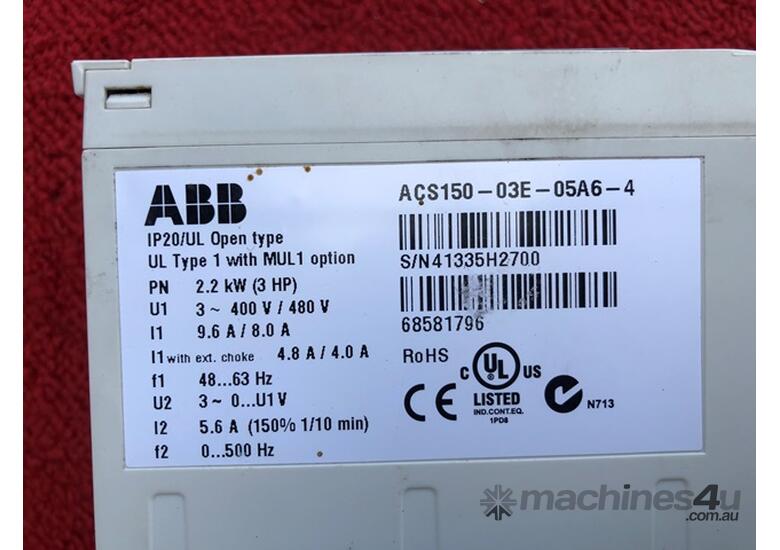 ABB
IP20/UL Open type
UL Type 1 with MUL1 option
PN 2.2 kW (3 HP)
U1 3~ 400 V / 480 V
I1 9.6 A / 8.0 A
I1 with ext. choke 4.8 A / 4.0 A
f1 48...63 Hz
U2 3~ 0...U1 V
I2 5.6 A (150% 1/10 min)
f2 0...500 Hz
ACS150-03E-05A6-4
S/N41335H2700
68581796
RoHS
CE
C UL US
LISTED
IND.CONT.EQ.
1PD8
N713
machines4u
.com.au